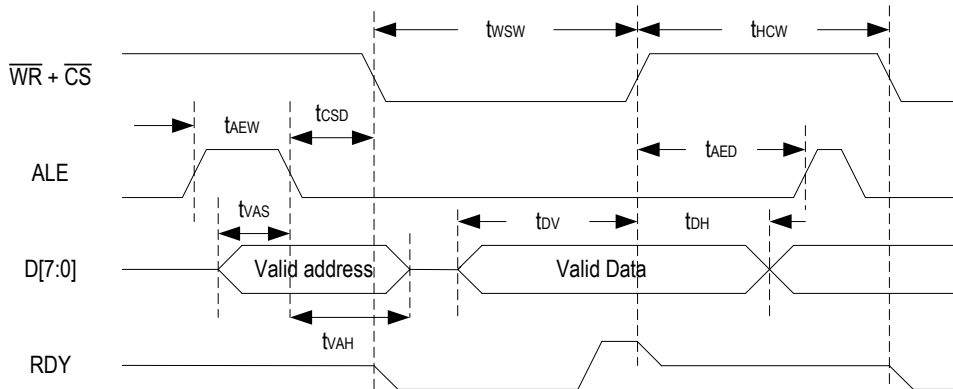 tWSW
tHCW
WR + CS
tAEW
tCSD
tAED
ALE
tVAS
tDV
tDH
D[7:0]
Valid address
Valid Data
tVAH
RDY